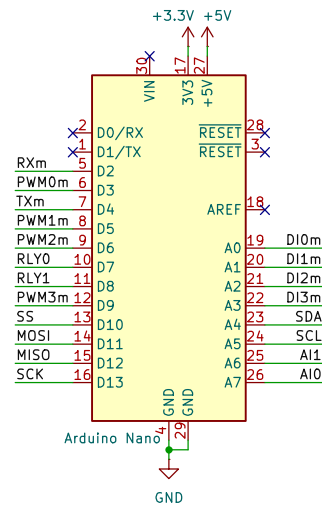 +3.3V +5V
30 17 27
VIN 3V3 +5V
2 D0/RX RESET 28
1 D1/TX RESET 3
RXm 5 D2
PWM0m 6 D3
TXm 7 D4 AREF 18
PWM1m 8 D5
PWM2m 9 D6 A0 19 DI0m
RLY0 10 D7 A1 20 DI1m
RLY1 11 D8 A2 21 DI2m
PWM3m 12 D9 A3 22 DI3m
SS 13 D10 A4 23 SDA
MOSI 14 D11 A5 24 SCL
MISO 15 D12 A6 25 AI1
SCK 16 D13 A7 26 AI0
GND GND
Arduino Nano 4 29
GND